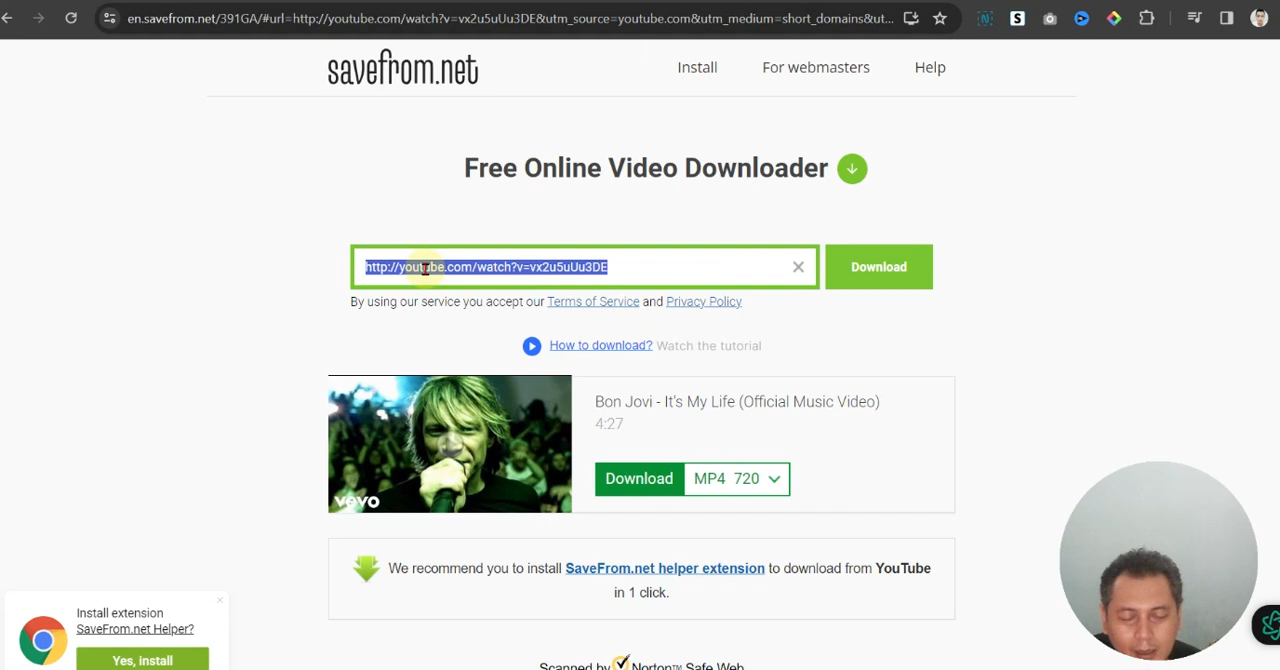 en.savefrom.net/391GA/#url=http://youtube.com/watch?v=vx2u5uUu3DE&utm_source=youtube.com&utm_medium=short_domains&ut...
savefrom.net
Install
For webmasters
Help
Free Online Video Downloader
http://youtube.com/watch?v=vx2u5uUu3DE
Download
By using our service you accept our Terms of Service and Privacy Policy
How to download? Watch the tutorial
Bon Jovi - It's My Life (Official Music Video)
4:27
Download MP4 720
vevo
We recommend you to install SaveFrom.net helper extension to download from YouTube
in 1 click.
Install extension
SaveFrom.net Helper?
Yes, install
Scanned by Norton™ Safe Web